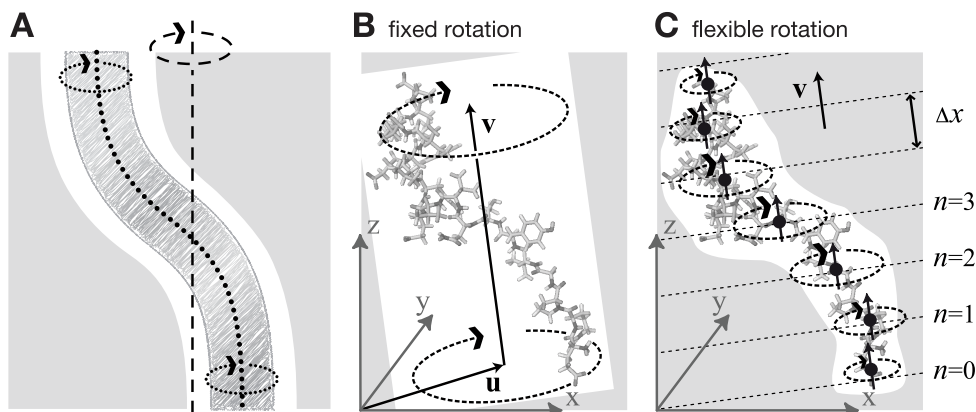 A
B fixed rotation
C flexible rotation
v
v
Δx
n=3
z
z
n=2
y
y
n=1
u
n=0
x
x